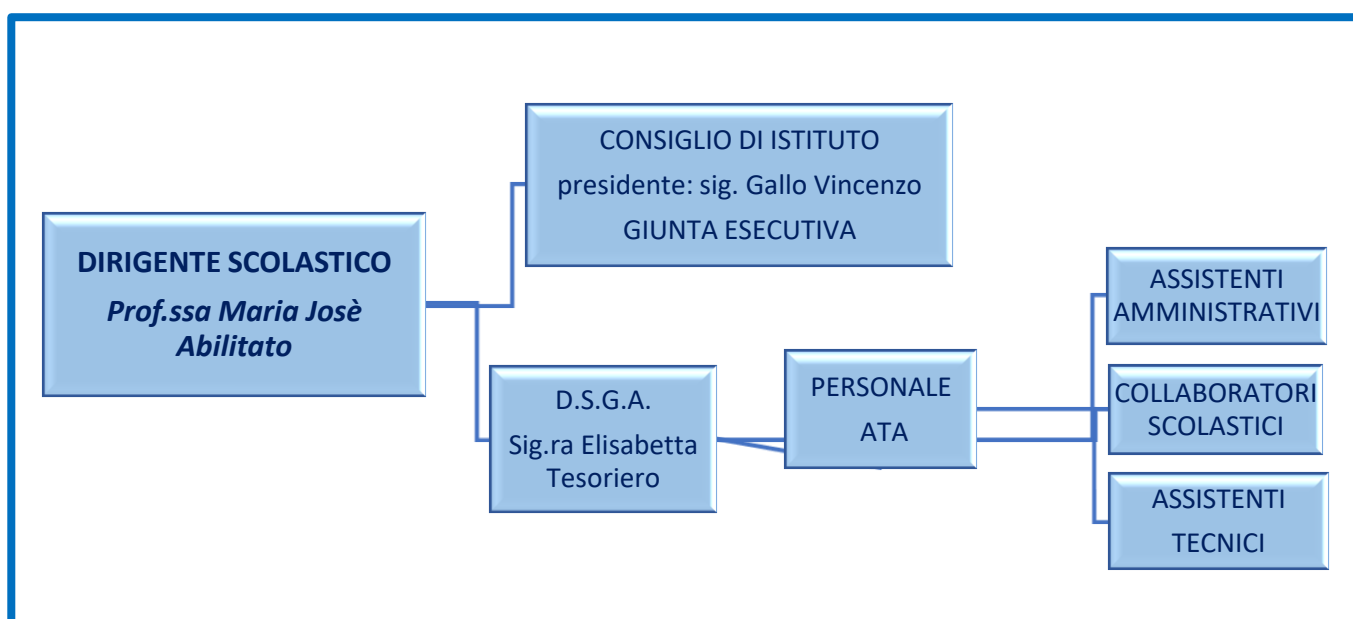 DIRIGENTE SCOLASTICO
Prof.ssa Maria Josè
Abilitato
CONSIGLIO DI ISTITUTO
presidente: sig. Gallo Vincenzo
GIUNTA ESECUTIVA
D.S.G.A.
Sig.ra Elisabetta
Tesoriero
PERSONALE
ATA
ASSISTENTI
AMMINISTRATIVI
COLLABORATORI
SCOLASTICI
ASSISTENTI
TECNICI